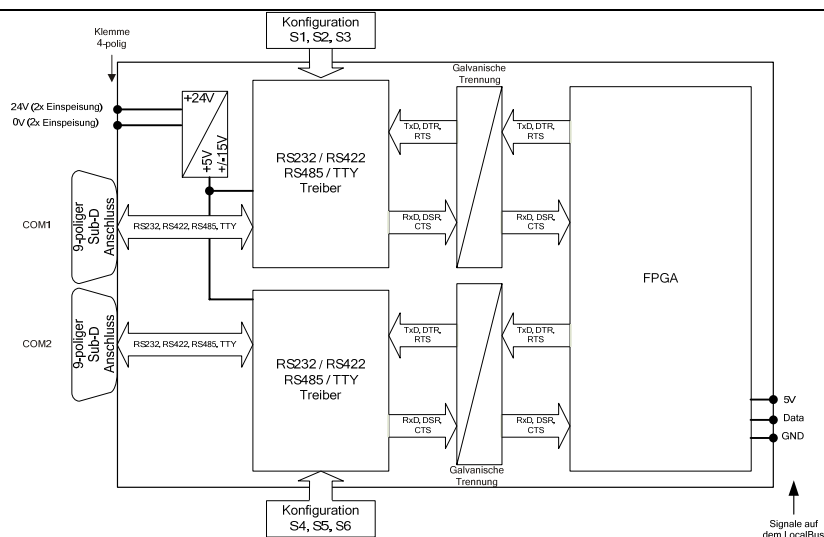 Konfiguration
S1, S2, S3
Klemme
4-polig
Galvanische
Trennung
24V (2x Einspeisung)
0V (2x Einspeisung)
+24V
+5V
+/-15V
RS232 / RS422
RS485 / TTY
Treiber
TxD, DTR,
RTS
TxD, DTR,
RTS
COM1
9-poliger
Sub-D
Anschluss
RS232, RS422, RS485, TTY
RxD, DSR,
CTS
RxD, DSR,
CTS
FPGA
COM2
9-poliger
Sub-D
Anschluss
RS232, RS422, RS485, TTY
RS232 / RS422
RS485 / TTY
Treiber
TxD, DTR,
RTS
TxD, DTR,
RTS
RxD, DSR,
CTS
RxD, DSR,
CTS
5V
Data
GND
Galvanische
Trennung
Konfiguration
S4, S5, S6
Signale auf
dem LocalBus